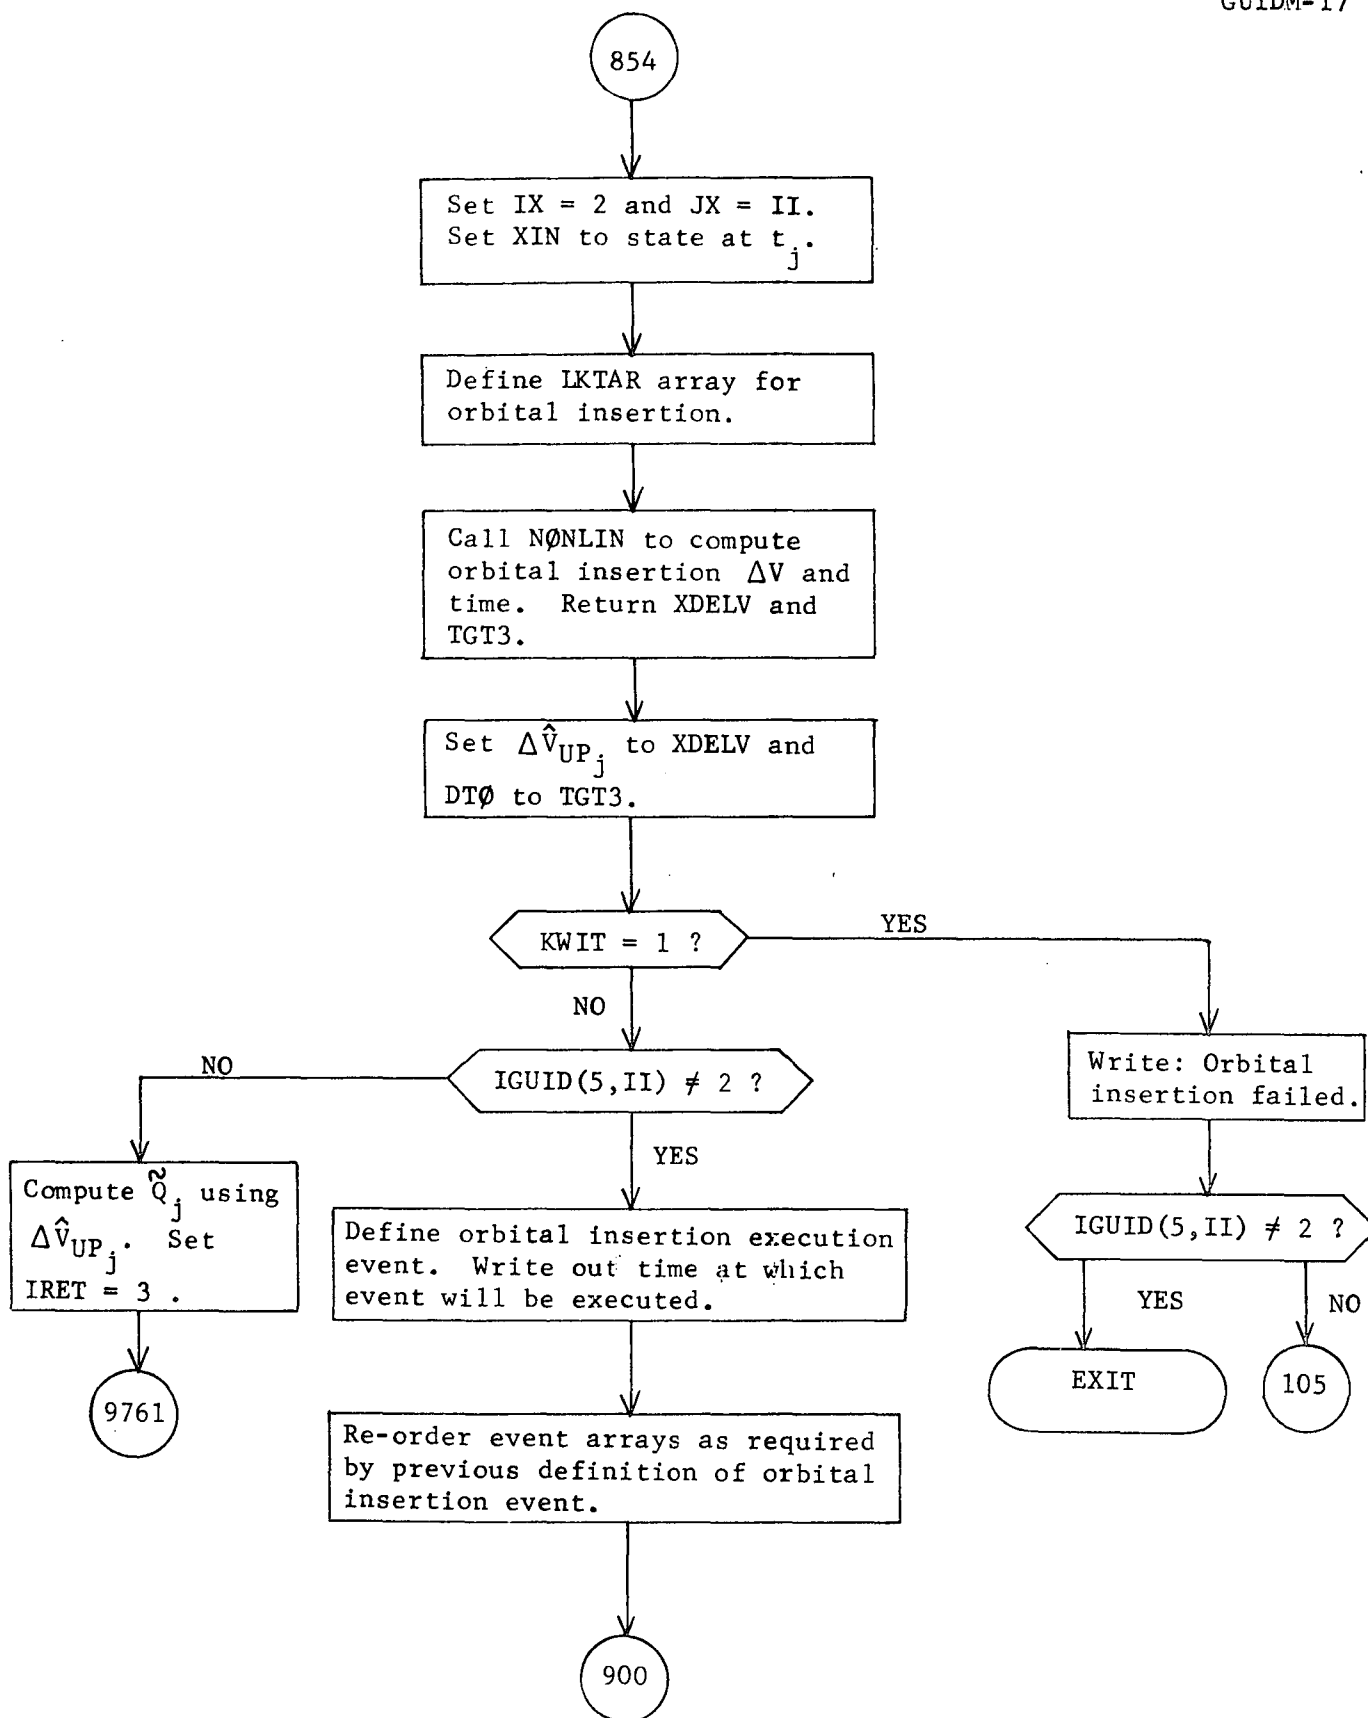 GUIDM-17
854
Set IX = 2 and JX = II.
Set XIN to state at t_j.
Define LKTAR array for
orbital insertion.
Call NØNLIN to compute
orbital insertion ΔV and
time. Return XDELV and
TGT3.
Set ΔV̂_UP_j to XDELV and
DTØ to TGT3.
KWIT = 1 ?
YES
NO
IGUID(5,II) ≠ 2 ?
NO
YES
Write: Orbital
insertion failed.
Compute Q̃_j using
ΔV̂_UP_j. Set
IRET = 3 .
9761
Define orbital insertion execution
event. Write out time at which
event will be executed.
IGUID(5,II) ≠ 2 ?
YES
NO
EXIT
105
Re-order event arrays as required
by previous definition of orbital
insertion event.
900